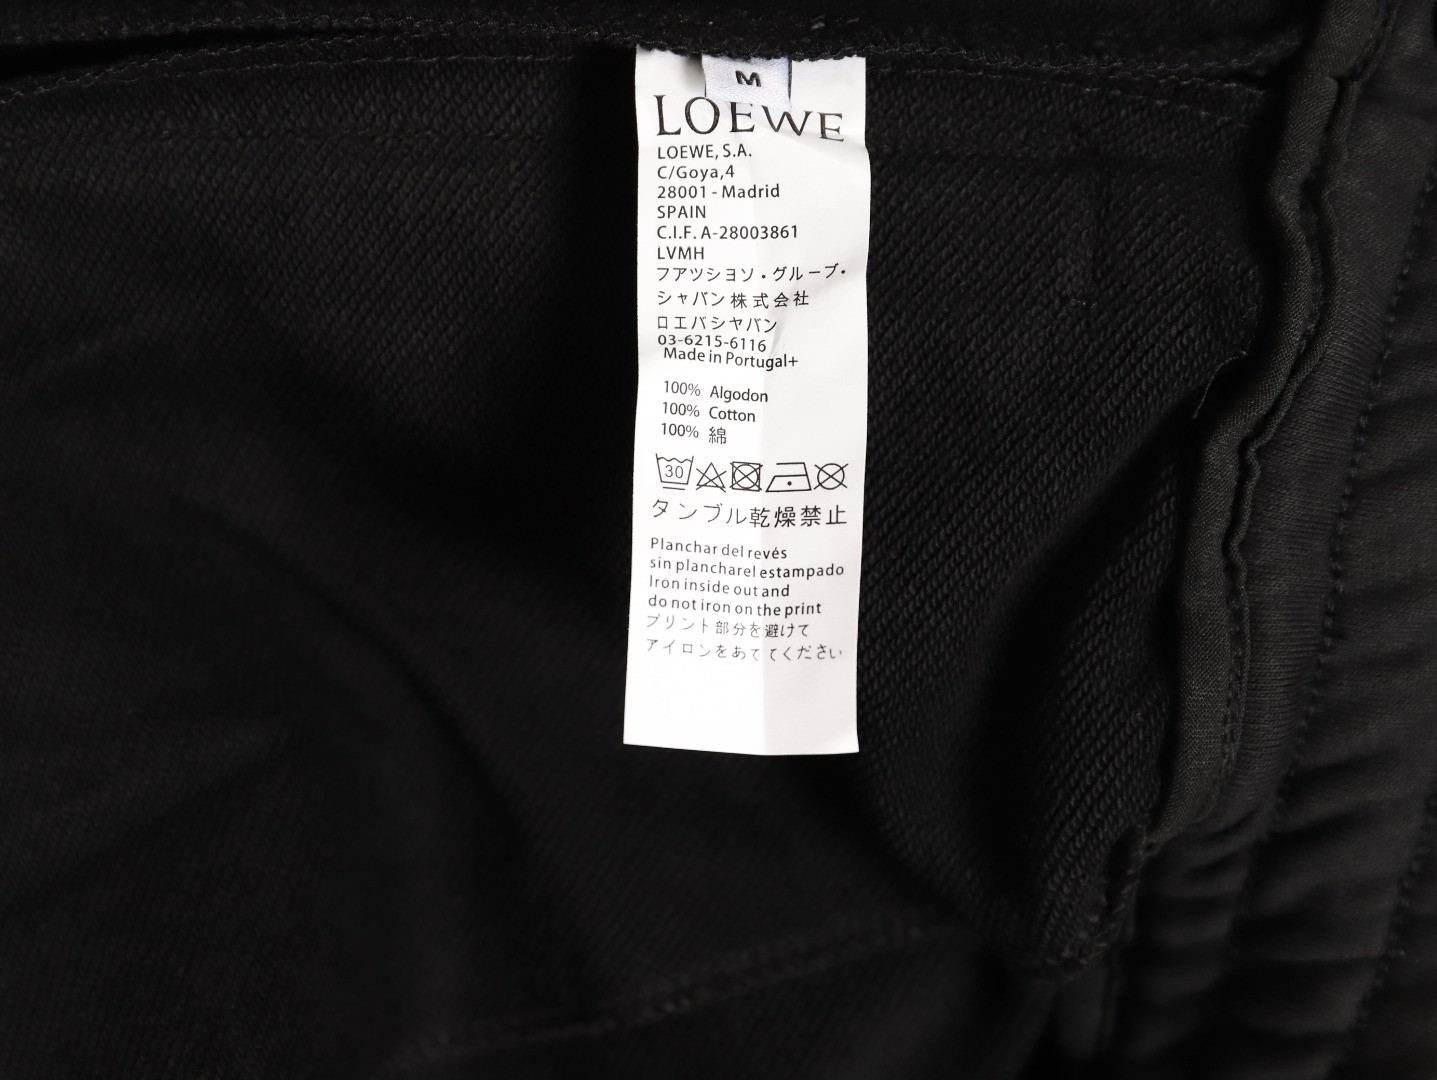 M
LOEWE
LOEWE, S.A.
C/Goya,4
28001 - Madrid
SPAIN
C.I.F. A-28003861
LVMH
フアツシヨソ・グループ・
シャバン株式会社
ロエバシヤバン
03-6215-6116
Made in Portugal+
100% Algodon
100% Cotton
100% 綿
30
タンブル乾燥禁止
Planchar del revés
sin plancharel estampado
Iron inside out and
do not iron on the print
プリント部分を避けて
アイロンをあててください